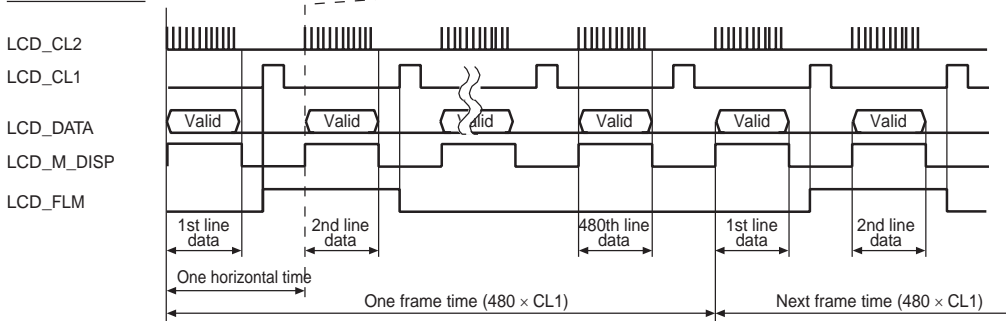 LCD_CL2
LCD_CL1
LCD_DATA
Valid Valid Valid Valid Valid Valid
LCD_M_DISP
LCD_FLM
1st line data
2nd line data
480th line data
1st line data
2nd line data
One horizontal time
One frame time (480 × CL1)
Next frame time (480 × CL1)